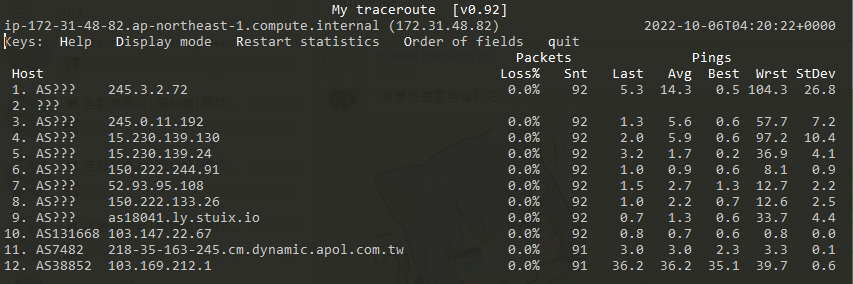 My traceroute [v0.92]
ip-172-31-48-82.ap-northeast-1.compute.internal (172.31.48.82) 2022-10-06T04:20:22+0000
Keys: Help Display mode Restart statistics Order of fields quit
Packets Pings
Host Loss% Snt Last Avg Best Wrst StDev
1. AS??? 245.3.2.72 0.0% 92 5.3 14.3 0.5 104.3 26.8
2. ???
3. AS??? 245.0.11.192 0.0% 92 1.3 5.6 0.6 57.7 7.2
4. AS??? 15.230.139.130 0.0% 92 2.0 5.9 0.6 97.2 10.4
5. AS??? 15.230.139.24 0.0% 92 3.2 1.7 0.2 36.9 4.1
6. AS??? 150.222.244.91 0.0% 92 1.0 0.9 0.6 8.1 0.9
7. AS??? 52.93.95.108 0.0% 92 1.5 2.7 1.3 12.7 2.2
8. AS??? 150.222.133.26 0.0% 92 1.0 2.2 0.7 12.6 2.5
9. AS??? as18041.ly.stuix.io 0.0% 92 0.7 1.3 0.6 33.7 4.4
10. AS131668 103.147.22.67 0.0% 92 0.8 0.7 0.6 0.8 0.0
11. AS7482 218-35-163-245.cm.dynamic.apol.com.tw 0.0% 91 3.0 3.0 2.3 3.3 0.1
12. AS38852 103.169.212.1 0.0% 91 36.2 36.2 35.1 39.7 0.6